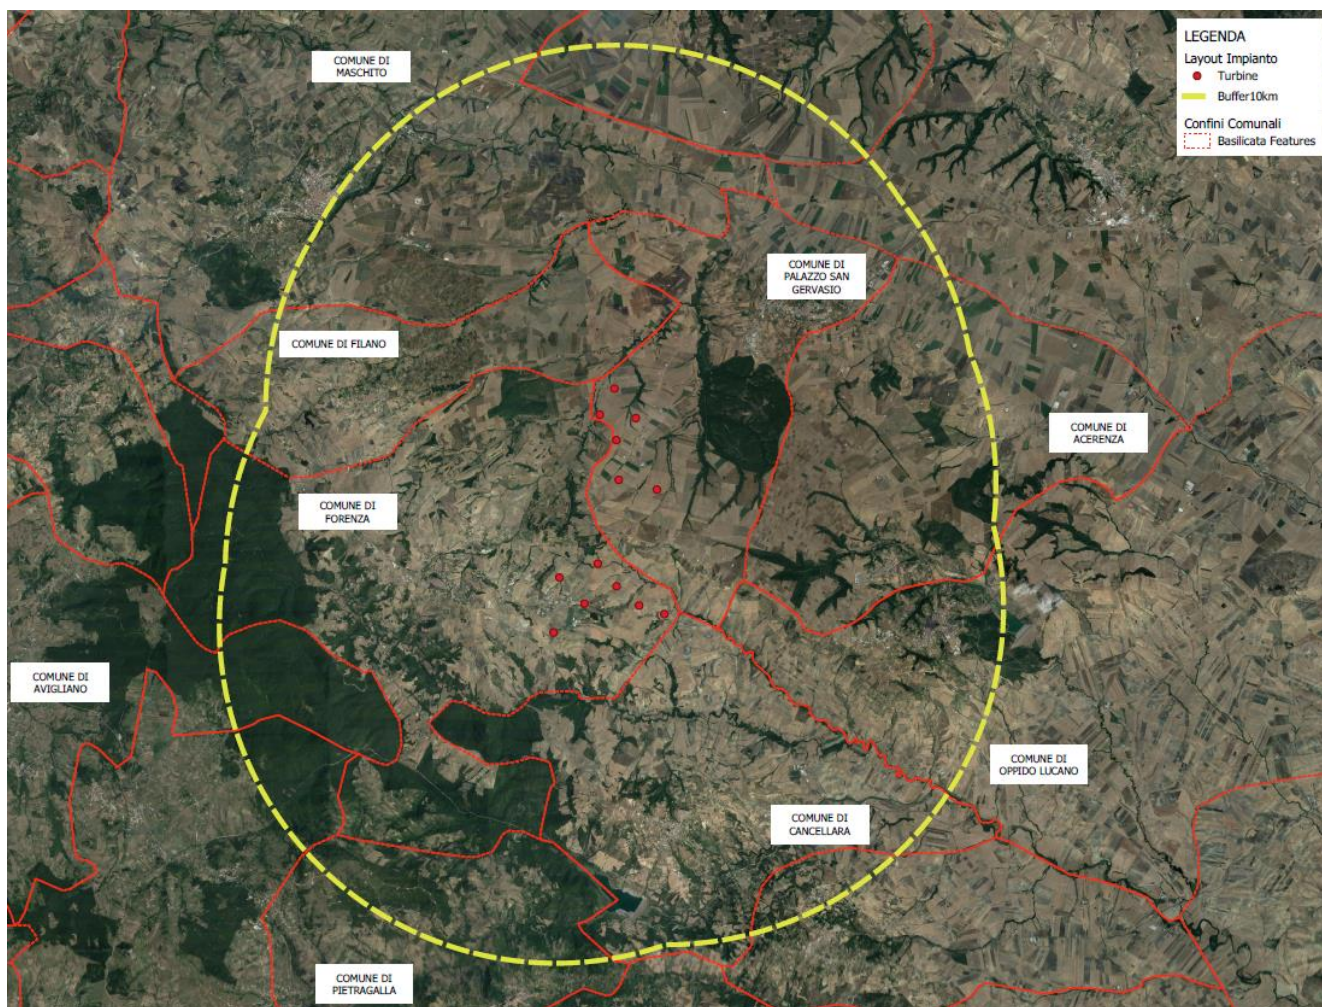 LEGENDA
Layout Impianto
Turbine
Buffer10km
Confini Comunali
Basilicata Features
COMUNE DI
MASCHITO
COMUNE DI
PALAZZO SAN
GERVASIO
COMUNE DI FILANO
COMUNE DI
ACERENZA
COMUNE DI
FORENZA
COMUNE DI
AVIGLIANO
COMUNE DI
OPPIDO LUCANO
COMUNE DI
CANCELLARA
COMUNE DI
PIETRAGALLA